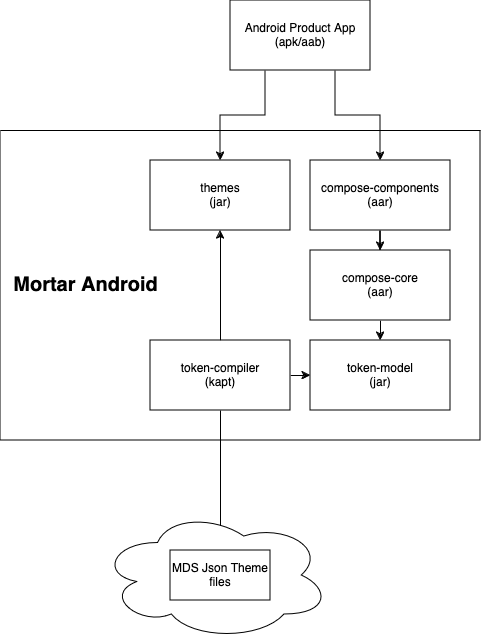 Android Product App
(apk/aab)
themes
(jar)
compose-components
(aar)
compose-core
(aar)
Mortar Android
token-compiler
(kapt)
token-model
(jar)
MDS Json Theme
files